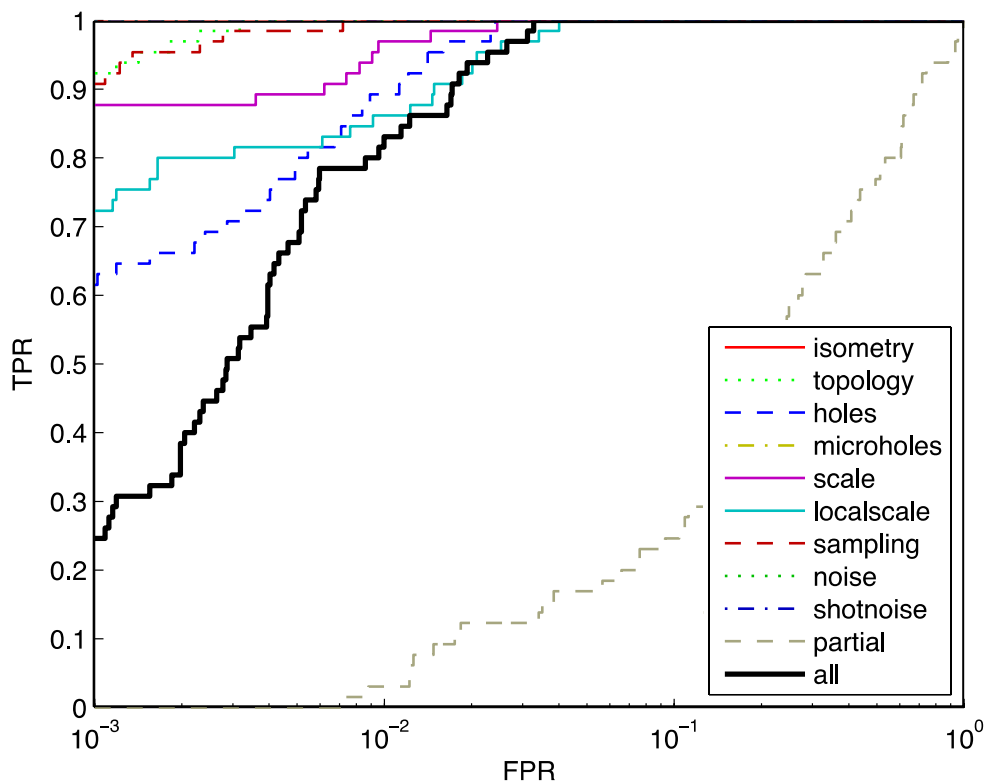 1
0.9
0.8
0.7
0.6
0.5
0.4
0.3
0.2
0.1
0
TPR
10⁻³
10⁻²
10⁻¹
10⁰
FPR
isometry
topology
holes
microholes
scale
localscale
sampling
noise
shotnoise
partial
all